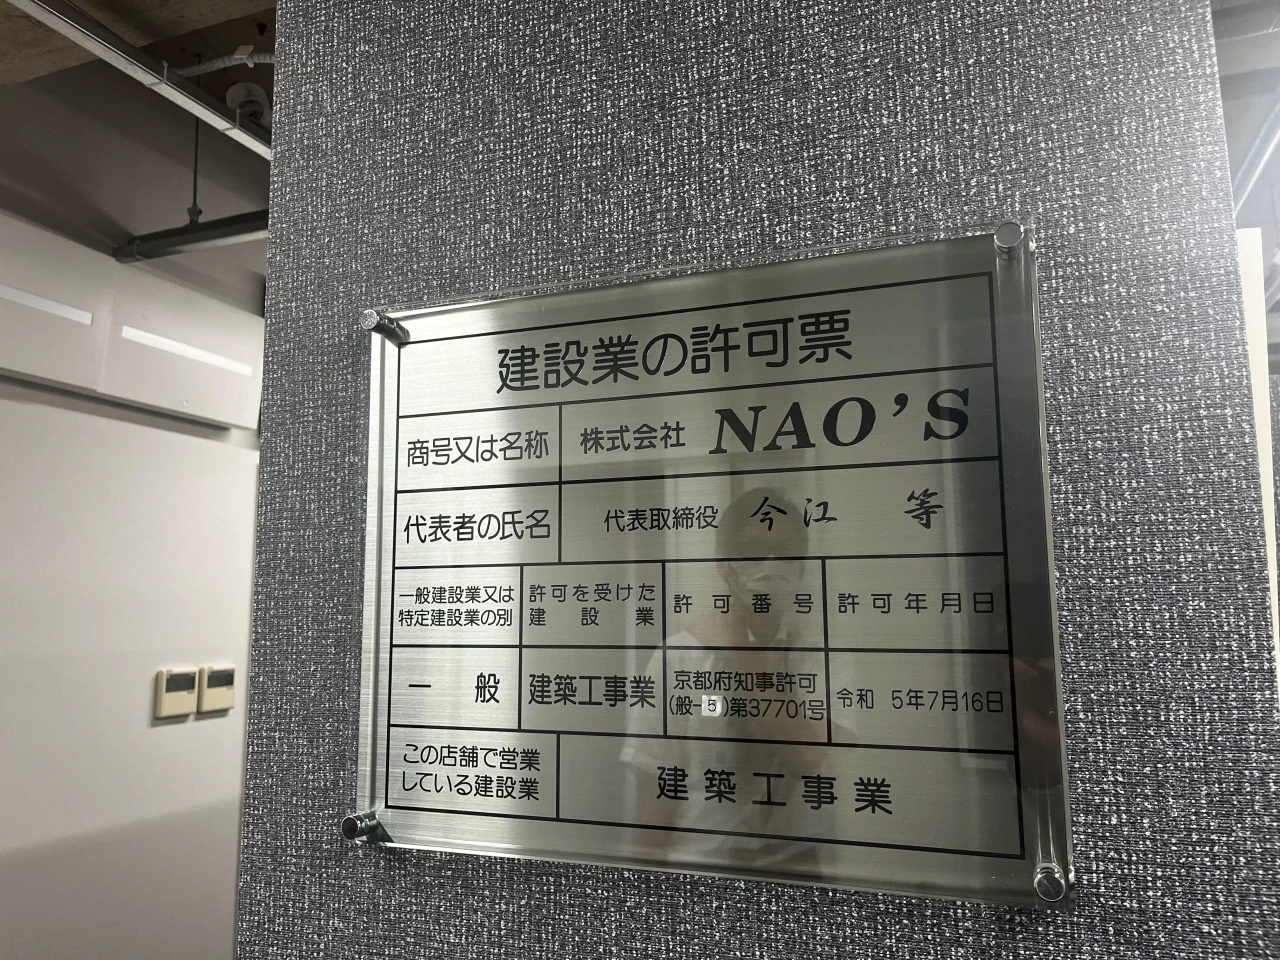 建設業の許可票
商号又は名称 株式会社 NAO'S
代表者の氏名 代表取締役 今江 等
一般建設業又は
特定建設業の別
許可を受けた
建設業
許可番号
許可年月日
一般
建築工事業
京都府知事許可
(般-5)第37701号
令和 5年7月16日
この店舗で営業
している建設業
建築工事業